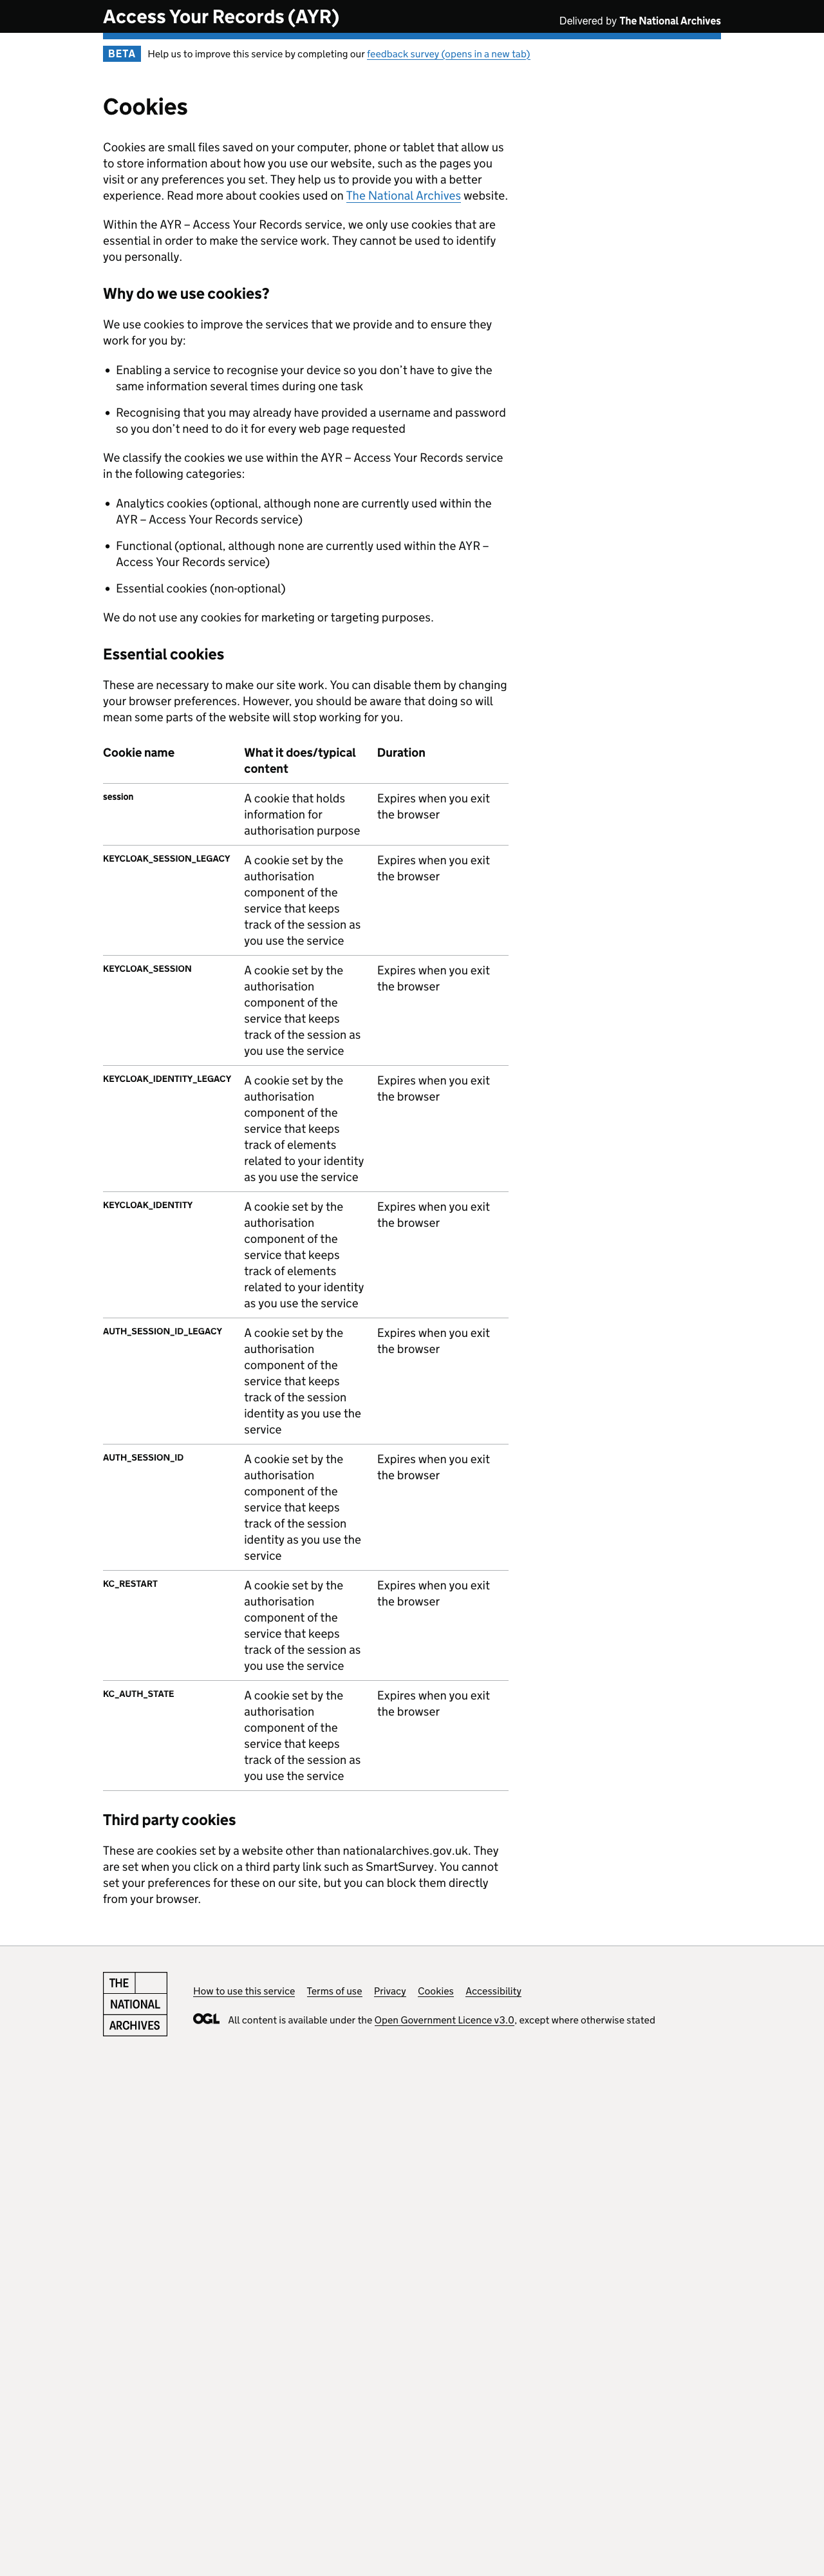 Access Your Records (AYR)
Delivered by The National Archives
BETA Help us to improve this service by completing our feedback survey (opens in a new tab)
Cookies
Cookies are small files saved on your computer, phone or tablet that allow us
to store information about how you use our website, such as the pages you
visit or any preferences you set. They help us to provide you with a better
experience. Read more about cookies used on The National Archives website.
Within the AYR – Access Your Records service, we only use cookies that are
essential in order to make the service work. They cannot be used to identify
you personally.
Why do we use cookies?
We use cookies to improve the services that we provide and to ensure they
work for you by:
• Enabling a service to recognise your device so you don't have to give the
same information several times during one task
• Recognising that you may already have provided a username and password
so you don't need to do it for every web page requested
We classify the cookies we use within the AYR – Access Your Records service
in the following categories:
• Analytics cookies (optional, although none are currently used within the
AYR – Access Your Records service)
• Functional (optional, although none are currently used within the AYR –
Access Your Records service)
• Essential cookies (non-optional)
We do not use any cookies for marketing or targeting purposes.
Essential cookies
These are necessary to make our site work. You can disable them by changing
your browser preferences. However, you should be aware that doing so will
mean some parts of the website will stop working for you.
Cookie name What it does/typical Duration
content
session A cookie that holds Expires when you exit
information for the browser
authorisation purpose
KEYCLOAK_SESSION_LEGACY A cookie set by the Expires when you exit
authorisation the browser
component of the
service that keeps
track of the session as
you use the service
KEYCLOAK_SESSION A cookie set by the Expires when you exit
authorisation the browser
component of the
service that keeps
track of the session as
you use the service
KEYCLOAK_IDENTITY_LEGACY A cookie set by the Expires when you exit
authorisation the browser
component of the
service that keeps
track of elements
related to your identity
as you use the service
KEYCLOAK_IDENTITY A cookie set by the Expires when you exit
authorisation the browser
component of the
service that keeps
track of elements
related to your identity
as you use the service
AUTH_SESSION_ID_LEGACY A cookie set by the Expires when you exit
authorisation the browser
component of the
service that keeps
track of the session
identity as you use the
service
AUTH_SESSION_ID A cookie set by the Expires when you exit
authorisation the browser
component of the
service that keeps
track of the session
identity as you use the
service
KC_RESTART A cookie set by the Expires when you exit
authorisation the browser
component of the
service that keeps
track of the session as
you use the service
KC_AUTH_STATE A cookie set by the Expires when you exit
authorisation the browser
component of the
service that keeps
track of the session as
you use the service
Third party cookies
These are cookies set by a website other than nationalarchives.gov.uk. They
are set when you click on a third party link such as SmartSurvey. You cannot
set your preferences for these on our site, but you can block them directly
from your browser.
THE
NATIONAL
ARCHIVES
How to use this service Terms of use Privacy Cookies Accessibility
OGL All content is available under the Open Government Licence v3.0, except where otherwise stated